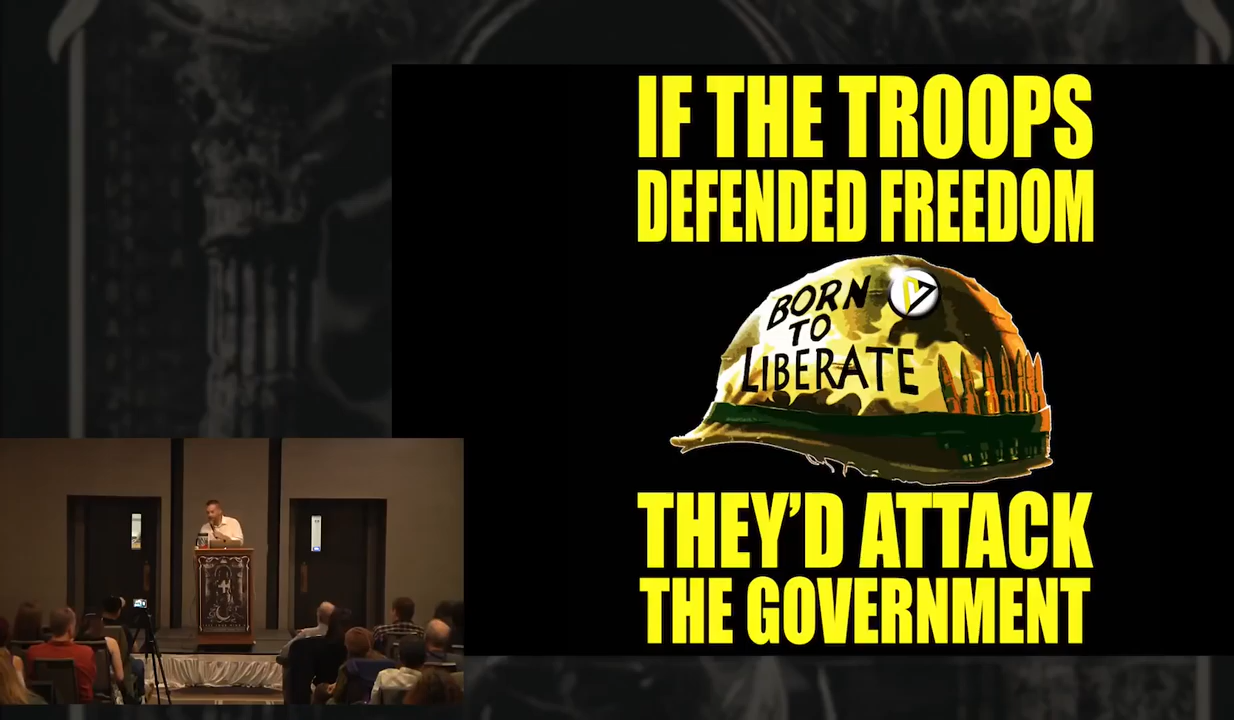 IF THE TROOPS
DEFENDED FREEDOM
BORN
TO
LIBERATE
THEY'D ATTACK
THE GOVERNMENT